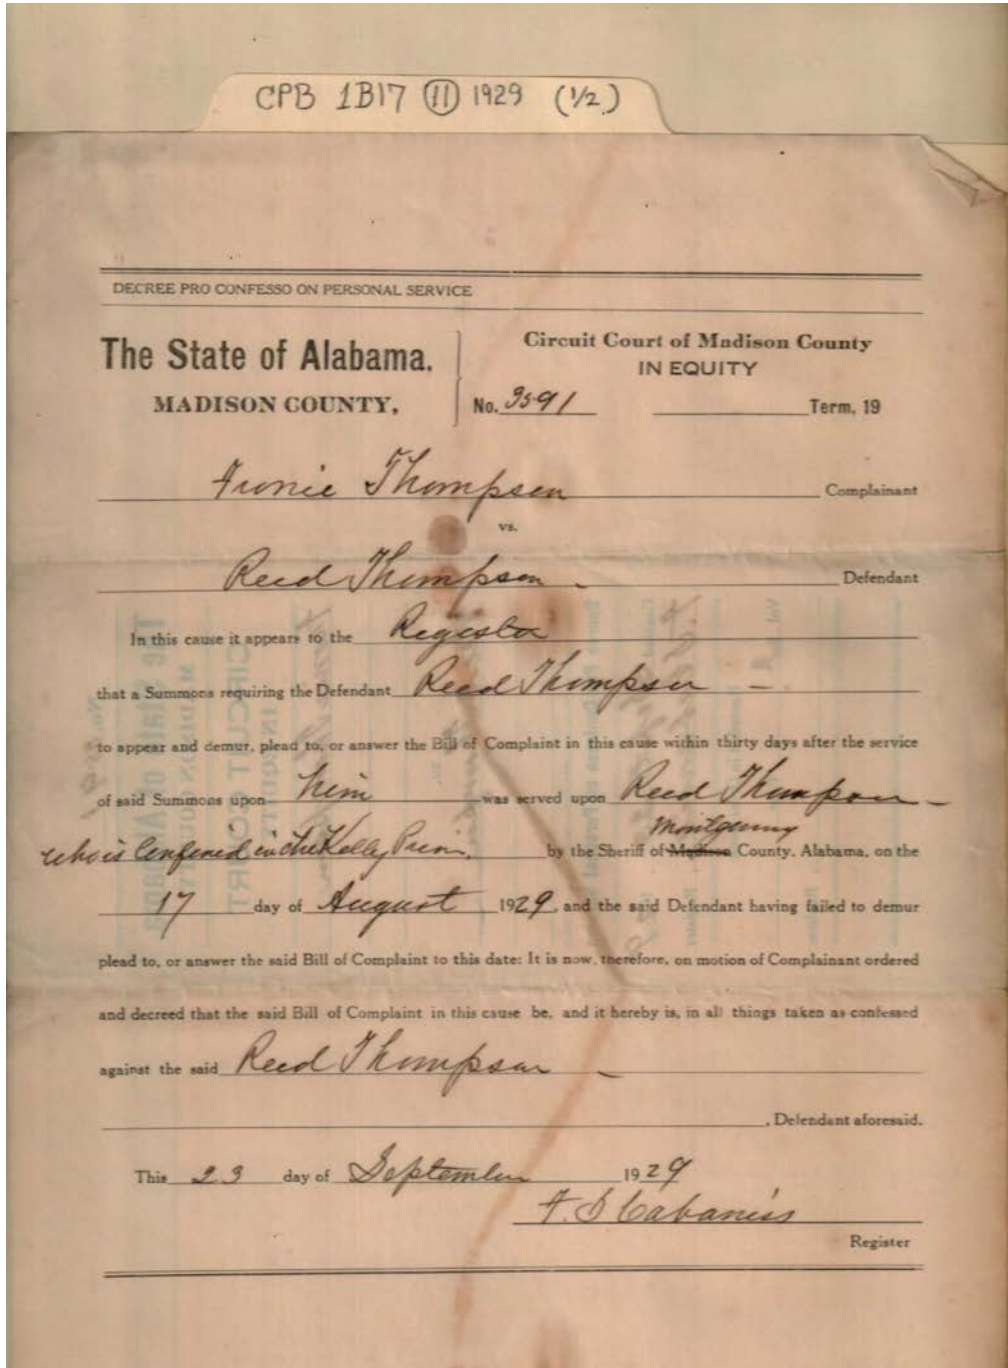 CPB 1B17 (11) 1929 (1/2)
DECREE PRO CONFESSO ON PERSONAL SERVICE
The State of Alabama.
MADISON COUNTY,
Circuit Court of Madison County
IN EQUITY
No. 3591 Term, 19
Thompson Complainant
vs.
Reed Thompson Defendant
In this cause it appears to the Register
that a Summons requiring the Defendant Reed Thompson
to appear and demur, plead to, or answer the Bill of Complaint in this cause within thirty days after the service
of said Summons upon him was served upon Reed Thompson
Montgomery
who is Confined in the Kelly Prison by the Sheriff of Madison County, Alabama, on the
17 day of August 1929, and the said Defendant having failed to demur
plead to, or answer the said Bill of Complaint to this date: It is now, therefore, on motion of Complainant ordered
and decreed that the said Bill of Complaint in this cause be, and it hereby is, in all things taken as confessed
against the said Reed Thompson
, Defendant aforesaid.
This 23 day of September 1929
Cabaniss
Register